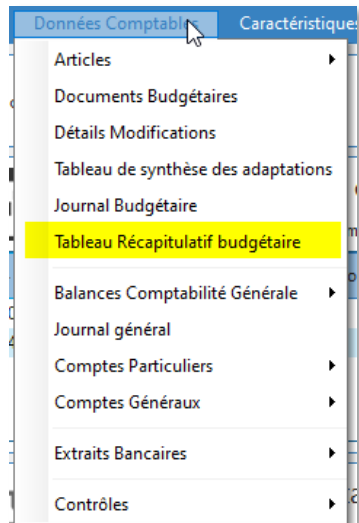 Données Comptables Caractéristiques
Articles
Documents Budgétaires
Détails Modifications
Tableau de synthèse des adaptations
Journal Budgétaire
Tableau Récapitulatif budgétaire
Balances Comptabilité Générale
Journal général
Comptes Particuliers
Comptes Généraux
Extraits Bancaires
Contrôles